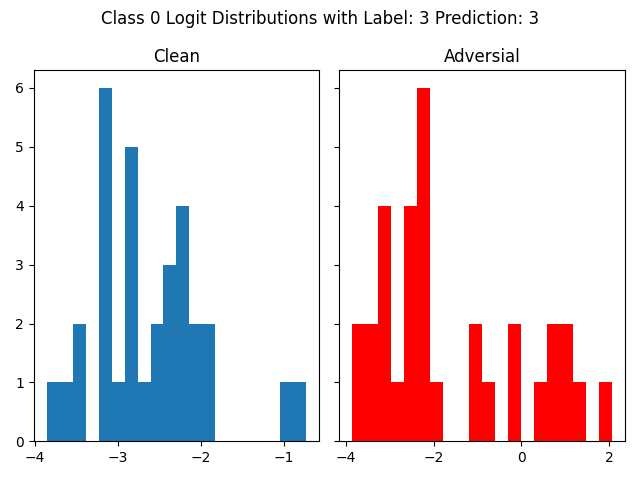 Class 0 Logit Distributions with Label: 3 Prediction: 3
Clean
Adversial
6
5
4
3
2
1
0
−4 −3 −2 −1
−4 −2 0 2